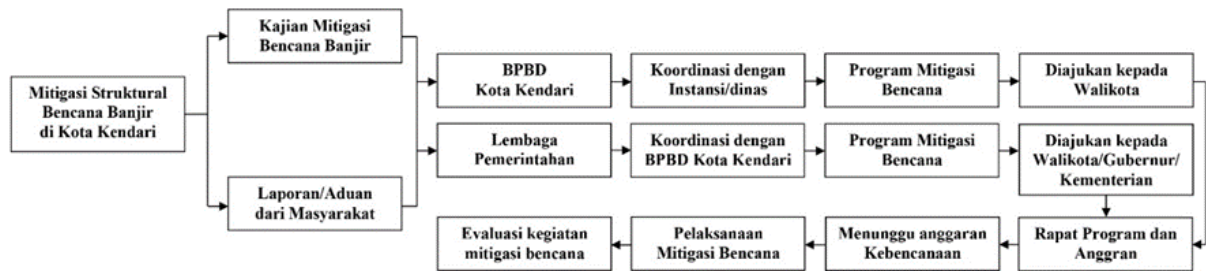 Mitigasi Struktural
Bencana Banjir
di Kota Kendari
Kajian Mitigasi
Bencana Banjir
Laporan/Aduan
dari Masyarakat
BPBD
Kota Kendari
Koordinasi dengan
Instansi/dinas
Program Mitigasi
Bencana
Diajukan kepada
Walikota
Lembaga
Pemerintahan
Koordinasi dengan
BPBD Kota Kendari
Program Mitigasi
Bencana
Diajukan kepada
Walikota/Gubernur/
Kementerian
Rapat Program dan
Anggran
Menunggu anggaran
Kebencanaan
Pelaksanaan
Mitigasi Bencana
Evaluasi kegiatan
mitigasi bencana